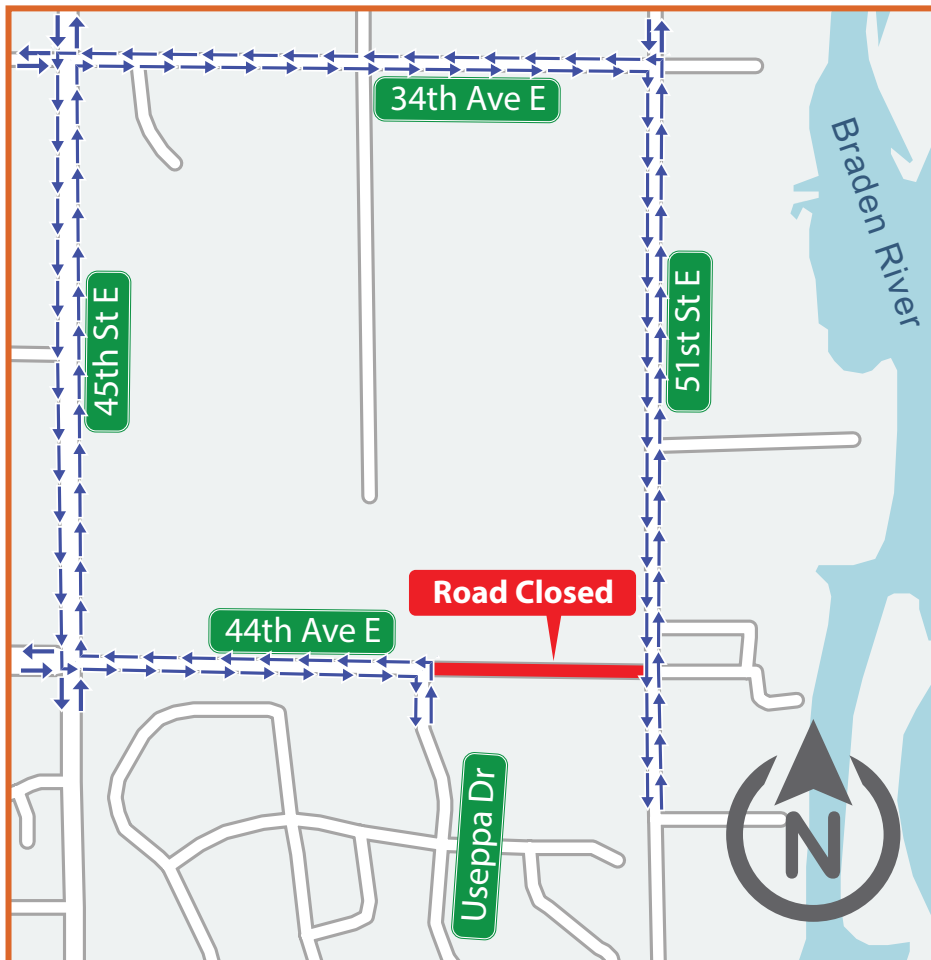 34th Ave E
Braden River
45th St E
51st St E
Road Closed
44th Ave E
Useppa Dr
N